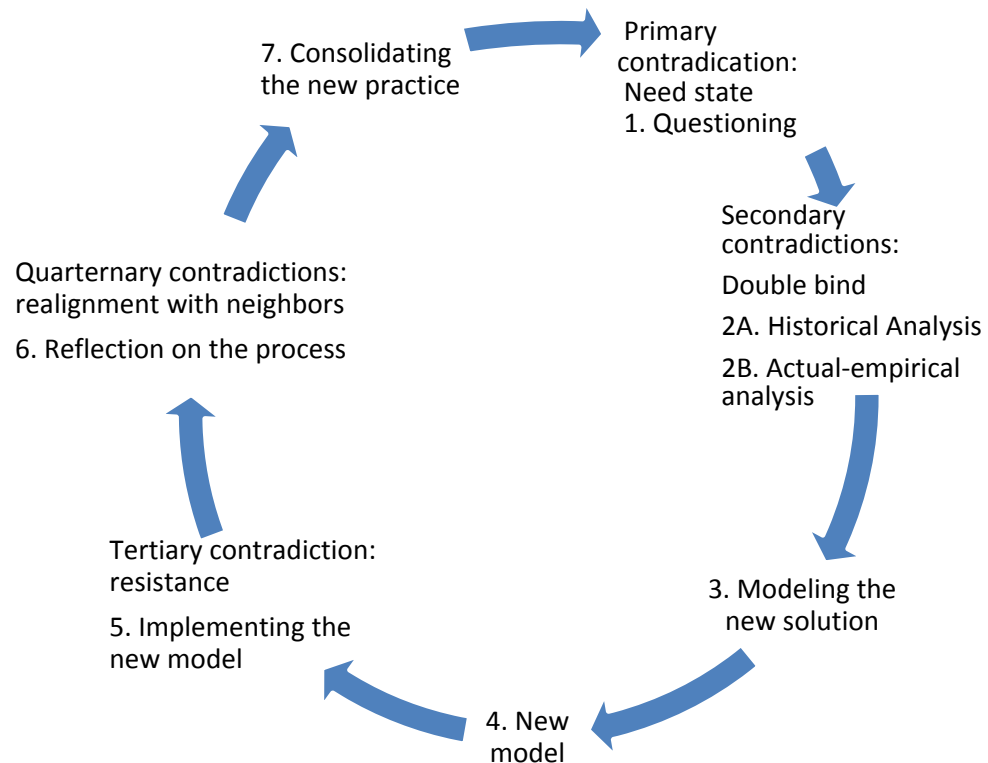 Primary
contradication:
Need state
1. Questioning
Secondary
contradictions:
Double bind
2A. Historical Analysis
2B. Actual-empirical
analysis
3. Modeling the
new solution
4. New
model
Tertiary contradiction:
resistance
5. Implementing the
new model
Quarternary contradictions:
realignment with neighbors
6. Reflection on the process
7. Consolidating
the new practice